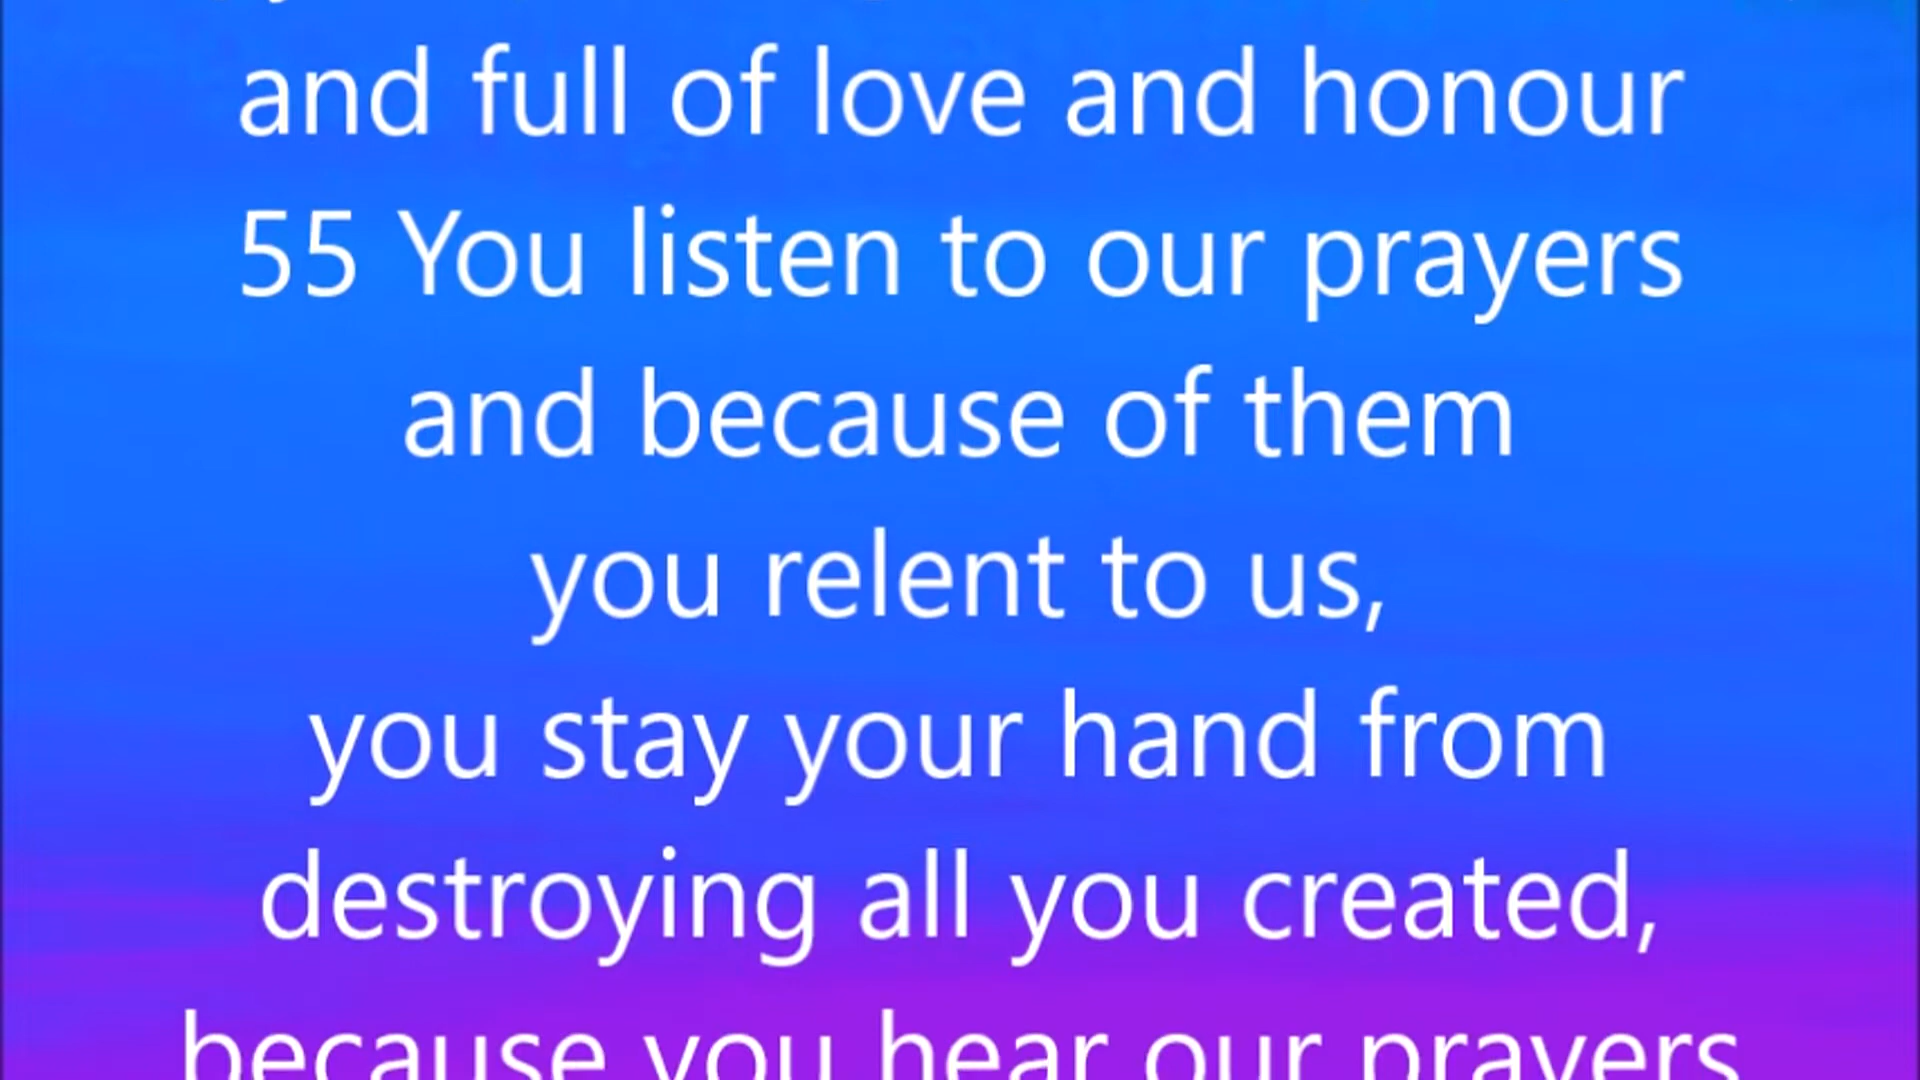 and full of love and honour
55 You listen to our prayers
and because of them
you relent to us,
you stay your hand from
destroying all you created,
because you hear our prayers